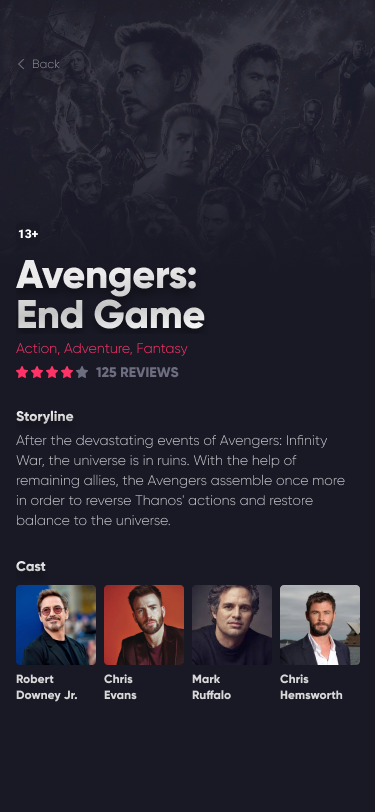 Back
13+
Avengers:
End Game
Action, Adventure, Fantasy
125 REVIEWS
Storyline
After the devastating events of Avengers: Infinity
War, the universe is in ruins. With the help of
remaining allies, the Avengers assemble once more
in order to reverse Thanos' actions and restore
balance to the universe.
Cast
Robert
Downey Jr.
Chris
Evans
Mark
Ruffalo
Chris
Hemsworth